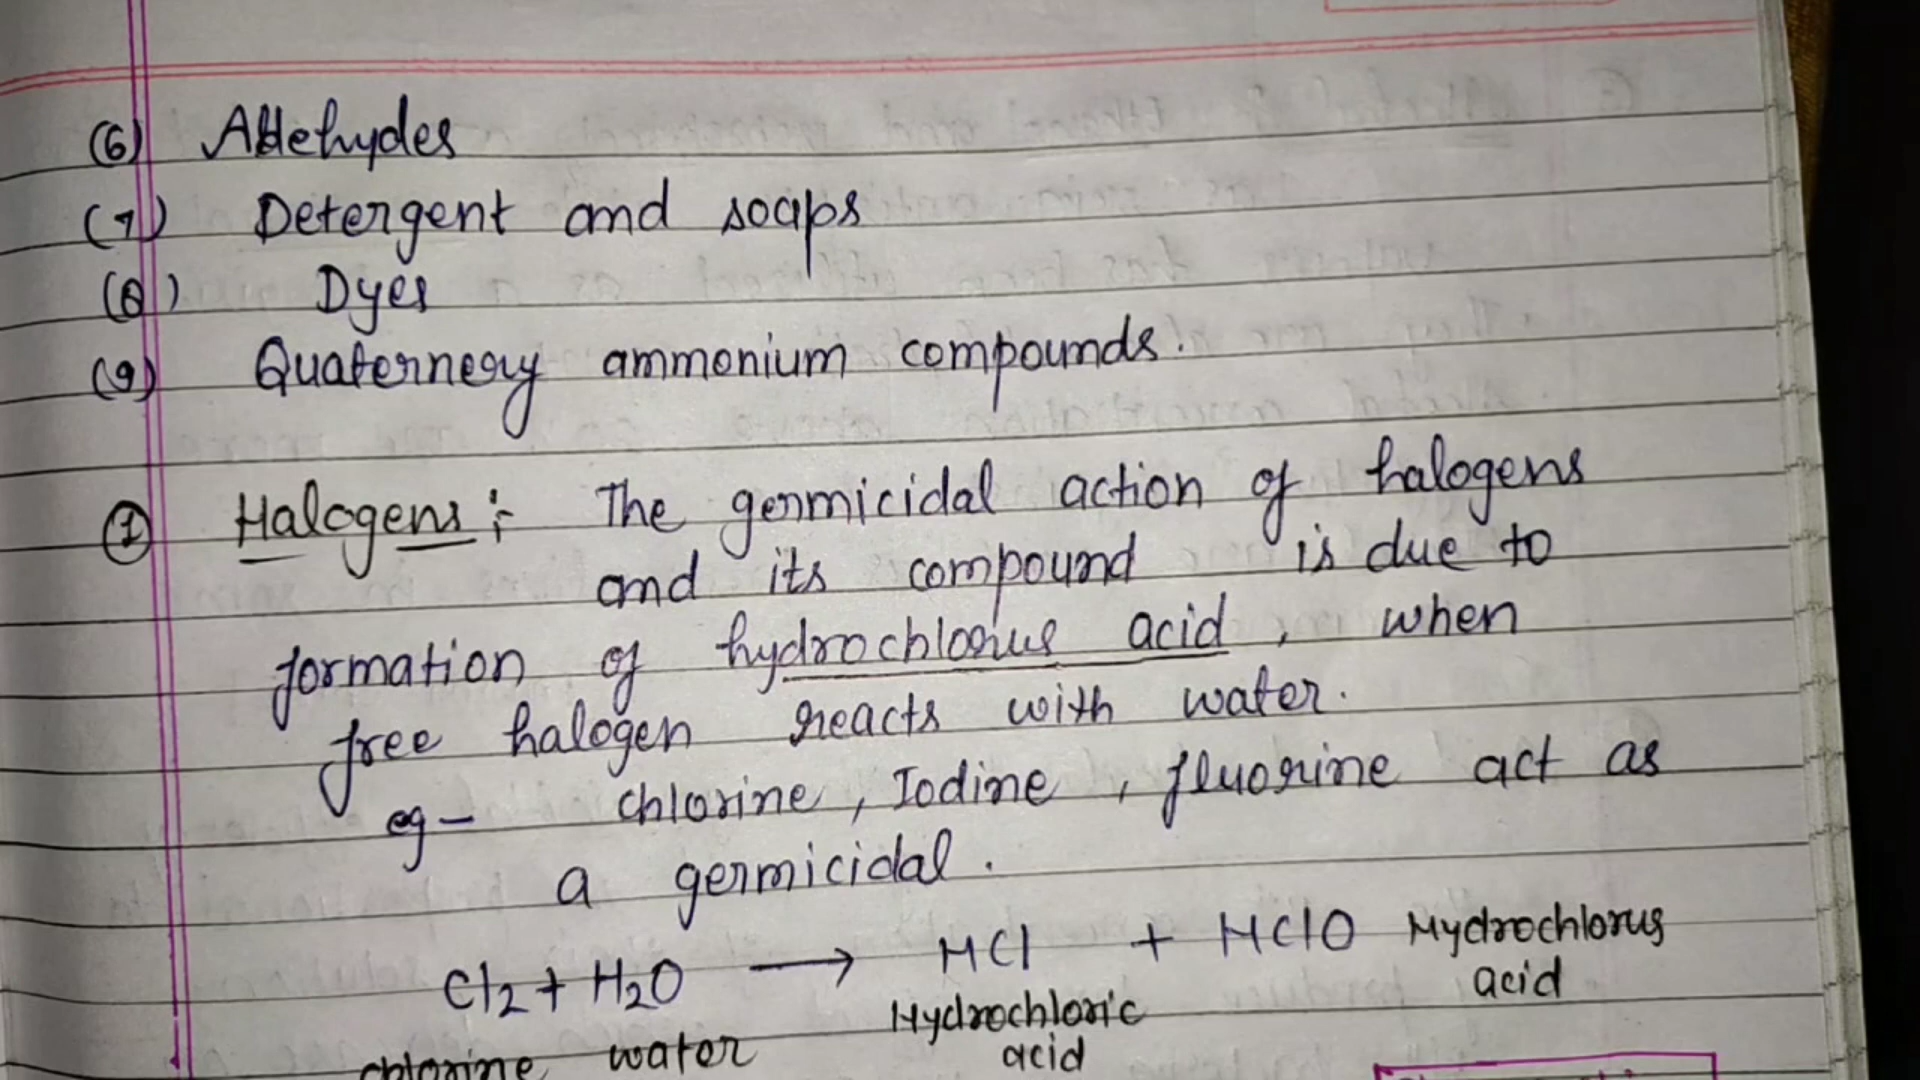 (6) Aldehydes
(7) Detergent and soaps
(8) Dyes
(9) Quaternery ammonium compounds.
① Halogens :- The germicidal action of halogens
and its compound is due to
formation of hydrochlorus acid, when
free halogen reacts with water.
eg- chlorine, Iodine, fluorine act as
a germicidal.
Cl2 + H2O → HCl + HClO Hydrochlorus
acid
chlorine water Hydrochloric
acid